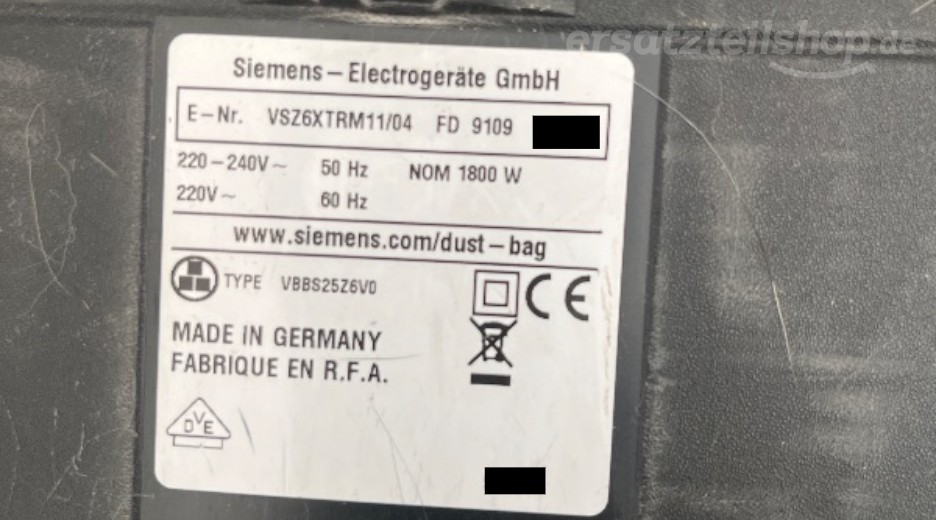 ersatzteilshop.de
Siemens – Electrogeräte GmbH
E–Nr. VSZ6XTRM11/04 FD 9109
220–240V~ 50 Hz NOM 1800 W
220V~ 60 Hz
www.siemens.com/dust–bag
TYPE VBBS25Z6V0
CE
MADE IN GERMANY
FABRIQUE EN R.F.A.
DVE